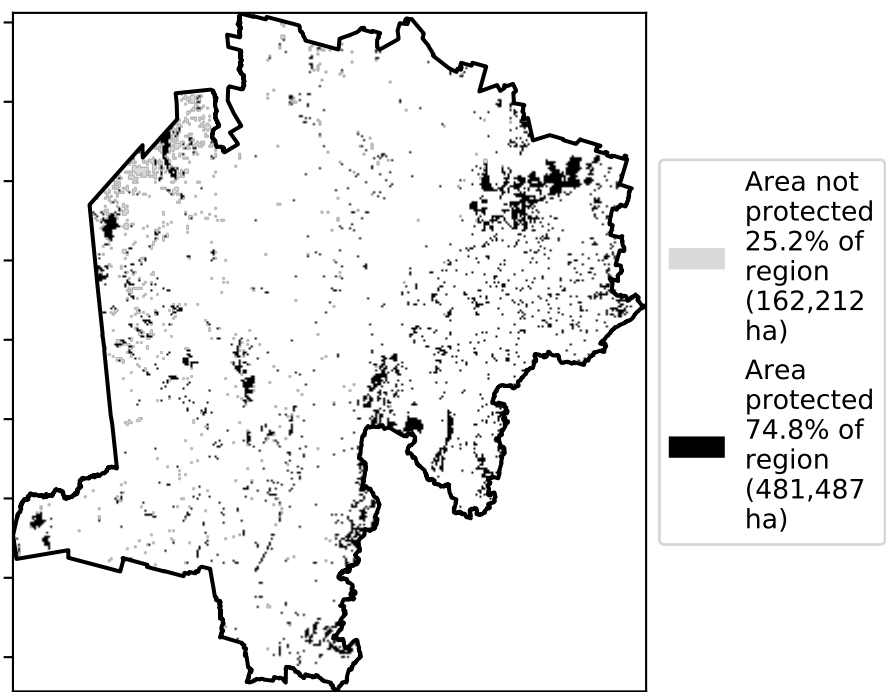 Area not
protected
25.2% of
region
(162,212
ha)
Area
protected
74.8% of
region
(481,487
ha)